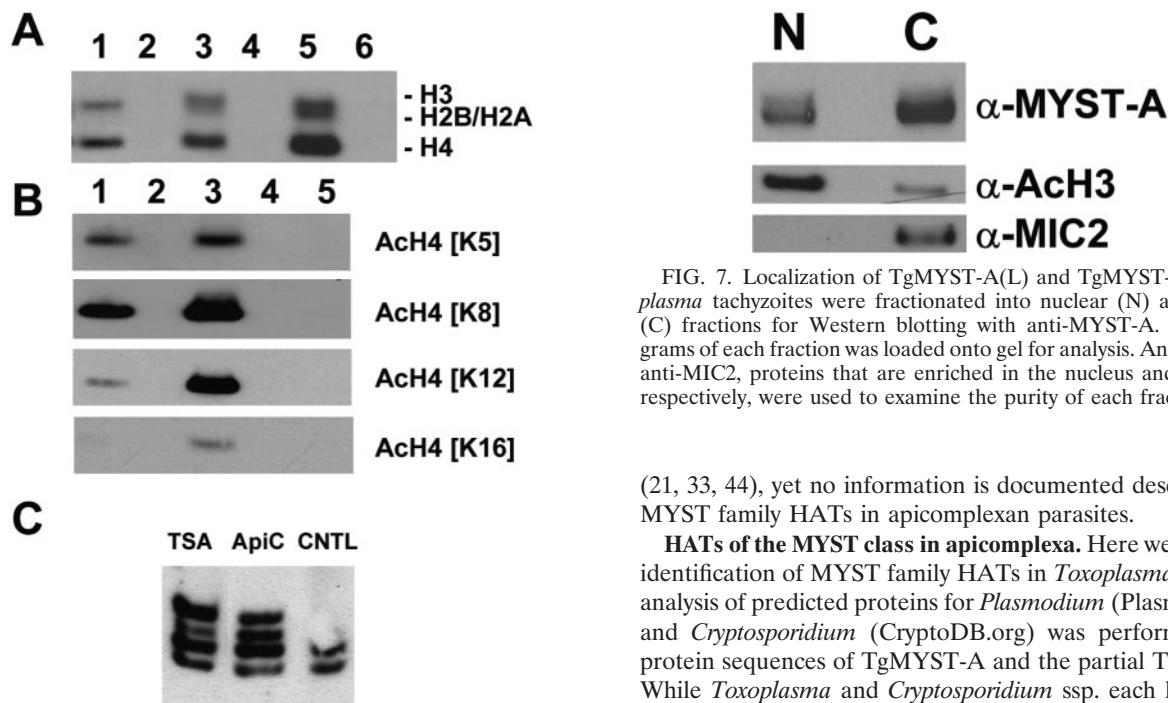 A
1 2 3 4 5 6
- H3
- H2B/H2A
- H4
B
1 2 3 4 5
AcH4 [K5]
AcH4 [K8]
AcH4 [K12]
AcH4 [K16]
C
TSA ApiC CNTL
N C
α-MYST-A
α-AcH3
α-MIC2
FIG. 7. Localization of TgMYST-A(L) and TgMYST-
plasma tachyzoites were fractionated into nuclear (N) a
(C) fractions for Western blotting with anti-MYST-A.
grams of each fraction was loaded onto gel for analysis. An
anti-MIC2, proteins that are enriched in the nucleus and
respectively, were used to examine the purity of each frac
(21, 33, 44), yet no information is documented desc
MYST family HATs in apicomplexan parasites.
HATs of the MYST class in apicomplexa. Here we
identification of MYST family HATs in Toxoplasma
analysis of predicted proteins for Plasmodium (Plasm
and Cryptosporidium (CryptoDB.org) was perform
protein sequences of TgMYST-A and the partial T
While Toxoplasma and Cryptosporidium ssp. each